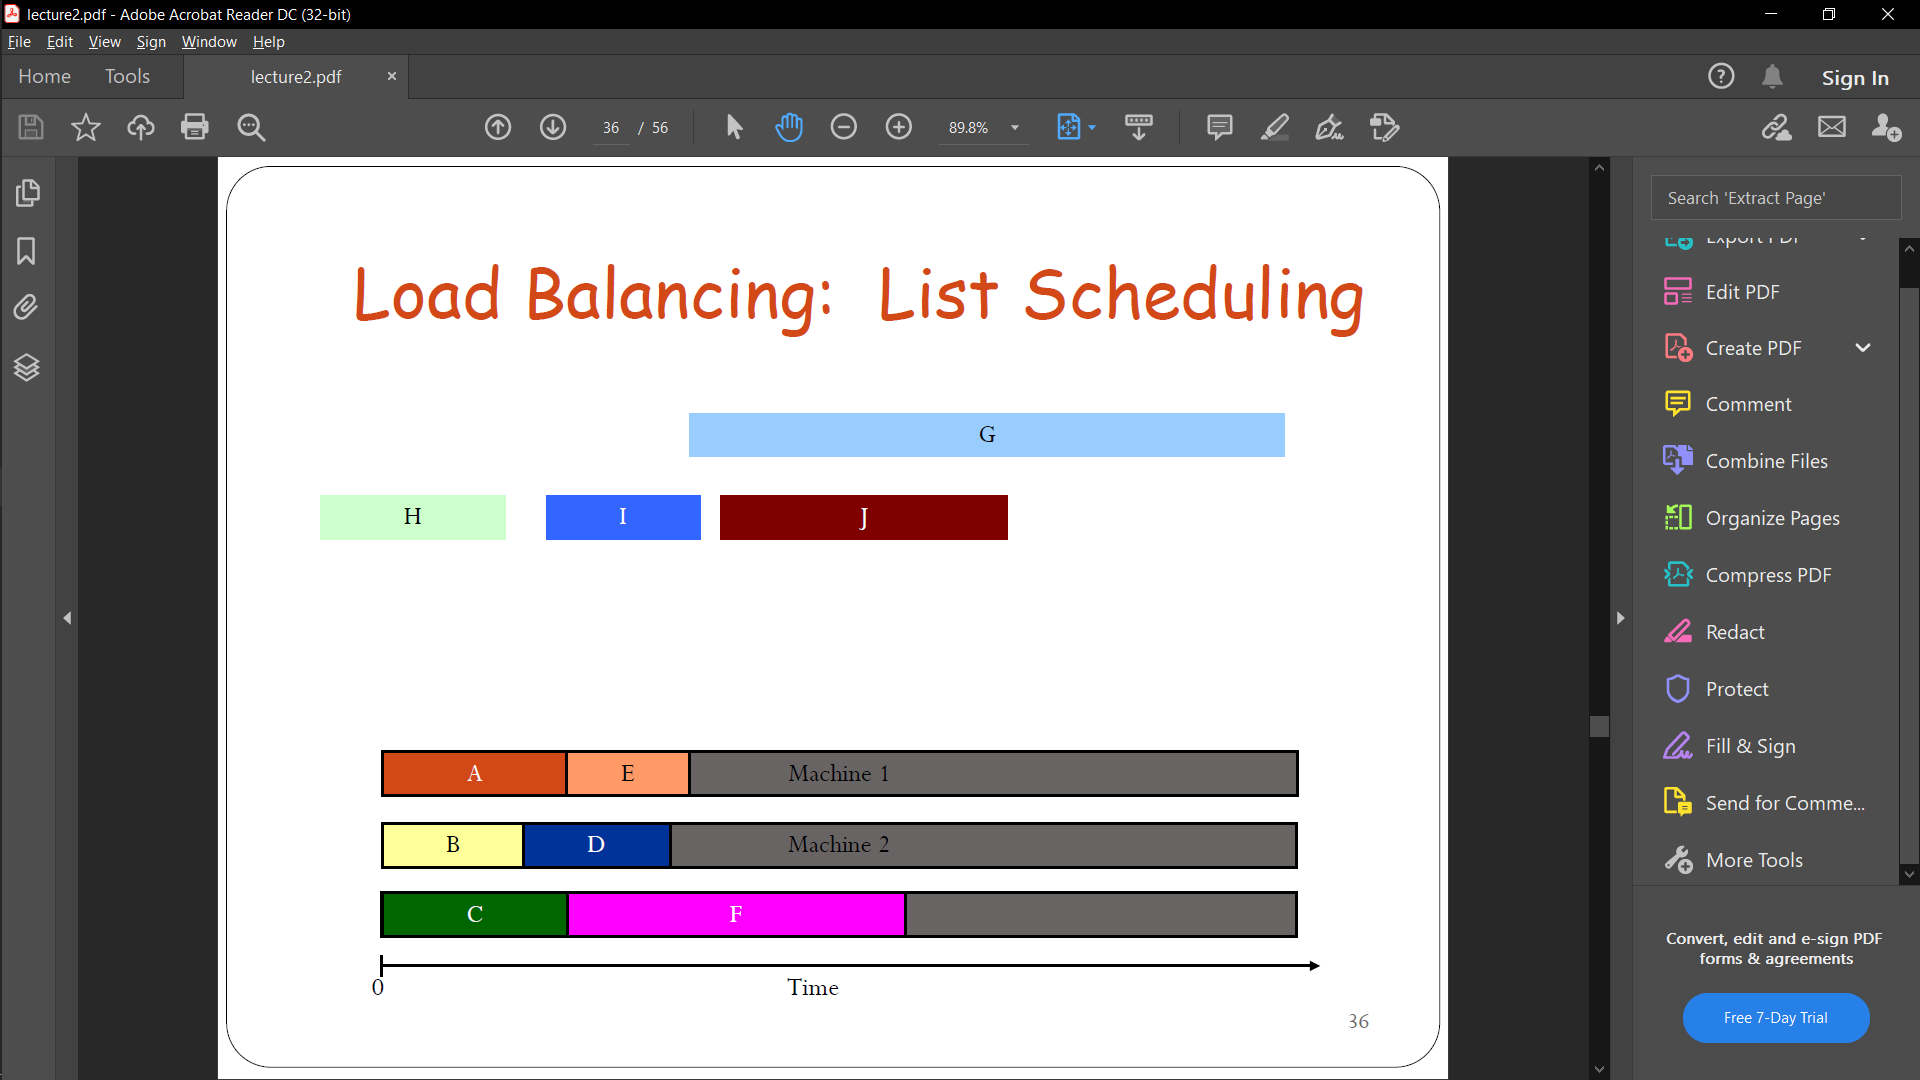 lecture2.pdf - Adobe Acrobat Reader DC (32-bit)
File Edit View Sign Window Help
Home Tools lecture2.pdf Sign In
36 / 56 89.8%
Search 'Extract Page'
Export PDF
Edit PDF
Create PDF
Comment
Combine Files
Organize Pages
Compress PDF
Redact
Protect
Fill & Sign
Send for Comme...
More Tools
Convert, edit and e-sign PDF
forms & agreements
Free 7-Day Trial
Load Balancing: List Scheduling
G
H I J
A E Machine 1
B D Machine 2
C F
0 Time
36